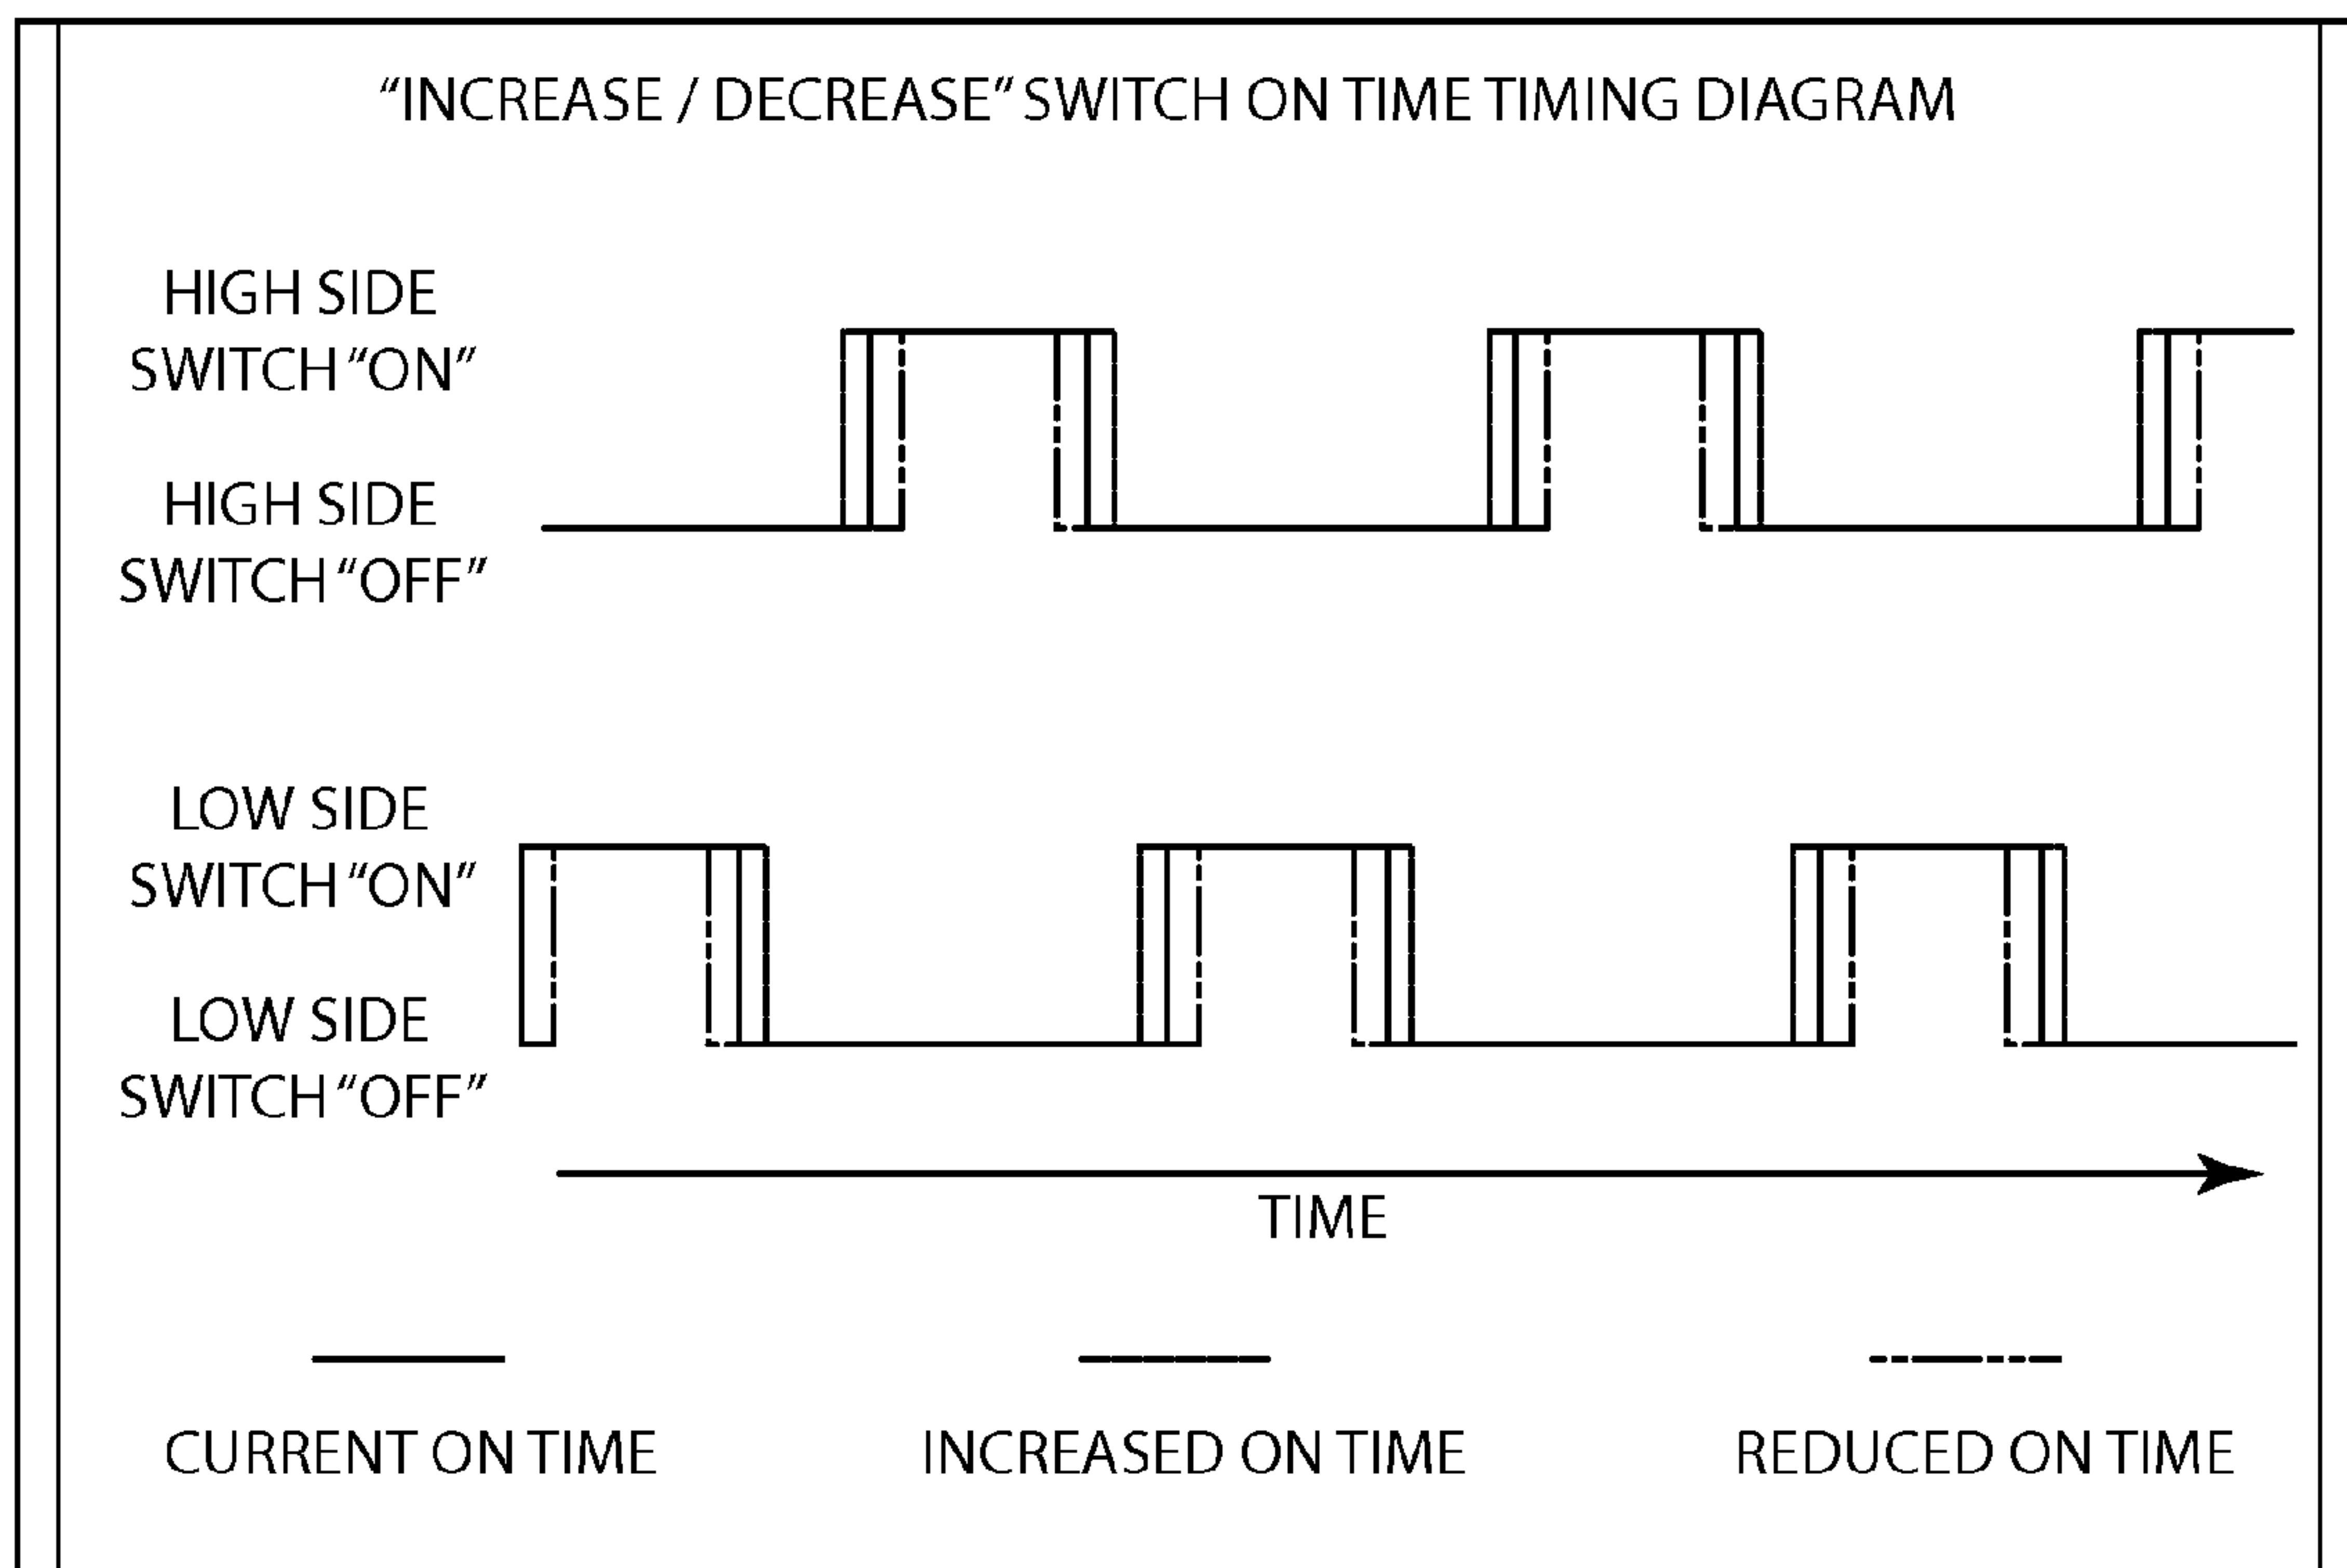 "INCREASE / DECREASE" SWITCH ON TIME TIMING DIAGRAM
HIGH SIDE
SWITCH "ON"
HIGH SIDE
SWITCH "OFF"
LOW SIDE
SWITCH "ON"
LOW SIDE
SWITCH "OFF"
TIME
CURRENT ON TIME
INCREASED ON TIME
REDUCED ON TIME